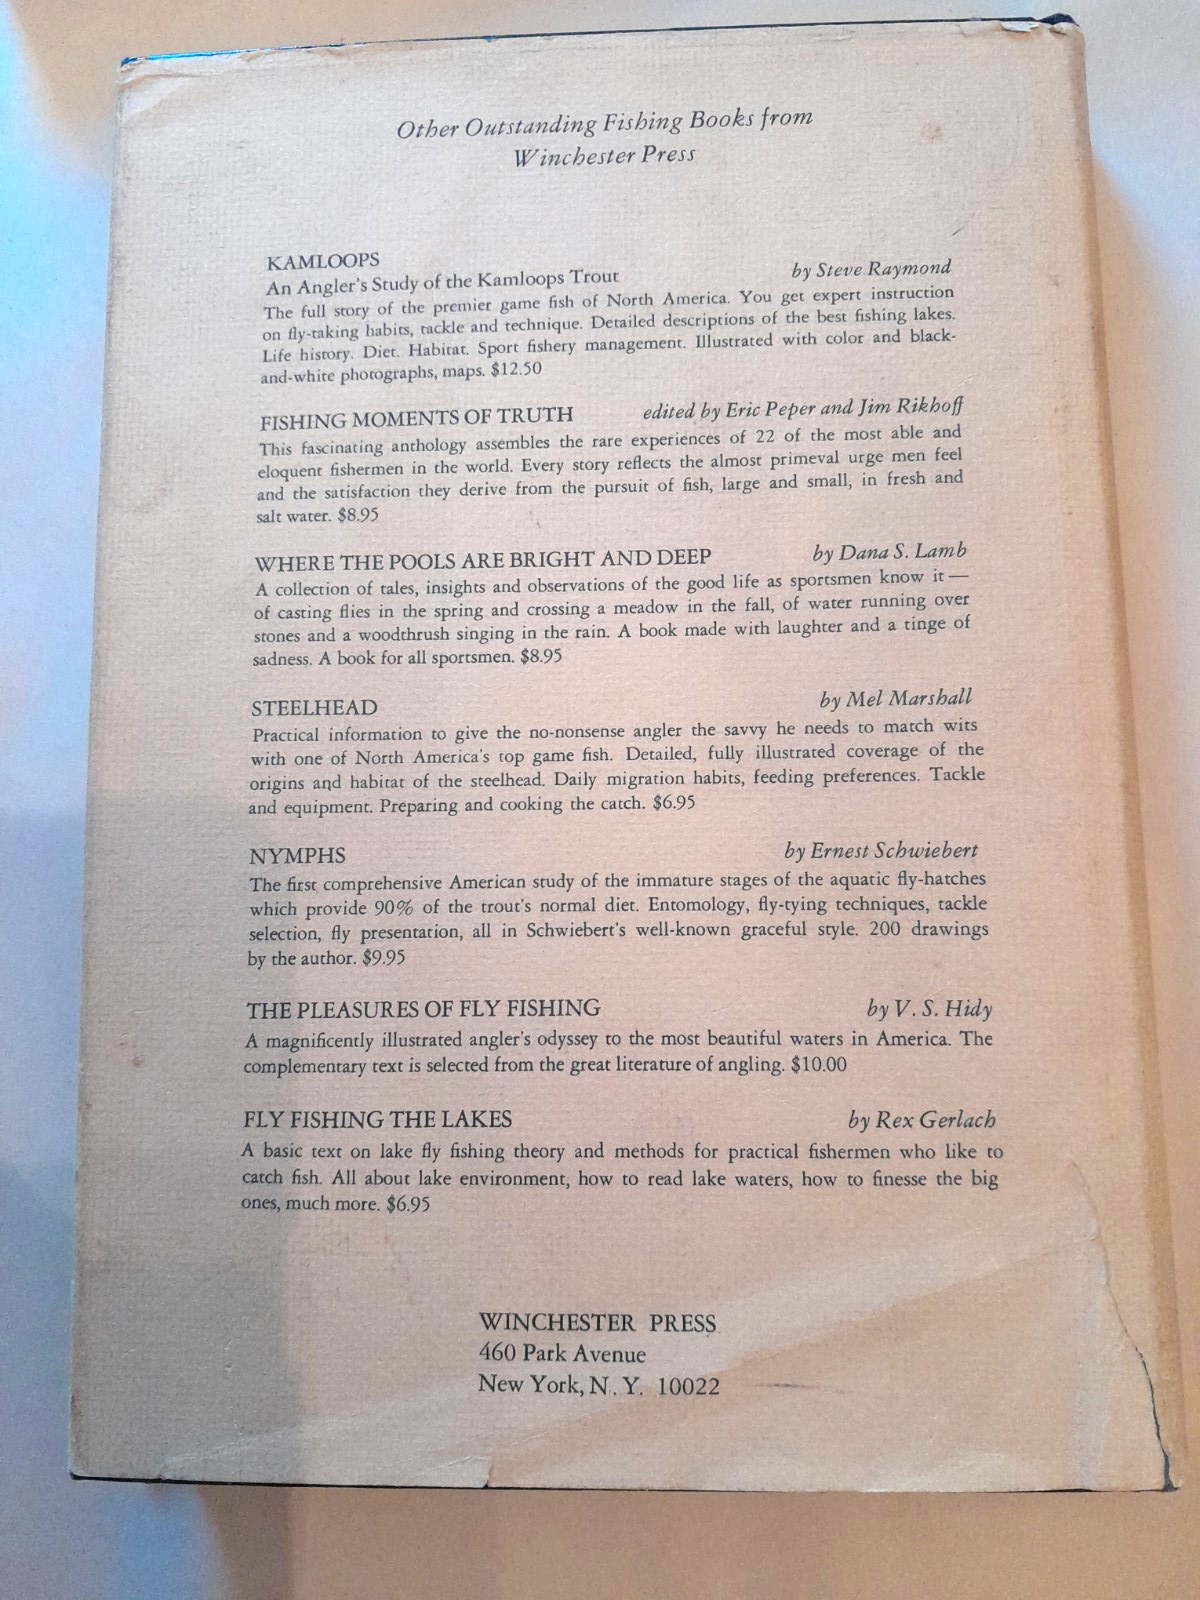 Other Outstanding Fishing Books from
Winchester Press
KAMLOOPS
An Angler's Study of the Kamloops Trout by Steve Raymond
The full story of the premier game fish of North America. You get expert instruction
on fly-taking habits, tackle and technique. Detailed descriptions of the best fishing lakes.
Life history. Diet. Habitat. Sport fishery management. Illustrated with color and black-
and-white photographs, maps. $12.50
FISHING MOMENTS OF TRUTH edited by Eric Peper and Jim Rikhoff
This fascinating anthology assembles the rare experiences of 22 of the most able and
eloquent fishermen in the world. Every story reflects the almost primeval urge men feel
and the satisfaction they derive from the pursuit of fish, large and small, in fresh and
salt water. $8.95
WHERE THE POOLS ARE BRIGHT AND DEEP by Dana S. Lamb
A collection of tales, insights and observations of the good life as sportsmen know it —
of casting flies in the spring and crossing a meadow in the fall, of water running over
stones and a woodthrush singing in the rain. A book made with laughter and a tinge of
sadness. A book for all sportsmen. $8.95
STEELHEAD by Mel Marshall
Practical information to give the no-nonsense angler the savvy he needs to match wits
with one of North America's top game fish. Detailed, fully illustrated coverage of the
origins and habitat of the steelhead. Daily migration habits, feeding preferences. Tackle
and equipment. Preparing and cooking the catch. $6.95
NYMPHS by Ernest Schwiebert
The first comprehensive American study of the immature stages of the aquatic fly-hatches
which provide 90% of the trout's normal diet. Entomology, fly-tying techniques, tackle
selection, fly presentation, all in Schwiebert's well-known graceful style. 200 drawings
by the author. $9.95
THE PLEASURES OF FLY FISHING by V. S. Hidy
A magnificently illustrated angler's odyssey to the most beautiful waters in America. The
complementary text is selected from the great literature of angling. $10.00
FLY FISHING THE LAKES by Rex Gerlach
A basic text on lake fly fishing theory and methods for practical fishermen who like to
catch fish. All about lake environment, how to read lake waters, how to finesse the big
ones, much more. $6.95
WINCHESTER PRESS
460 Park Avenue
New York, N. Y. 10022